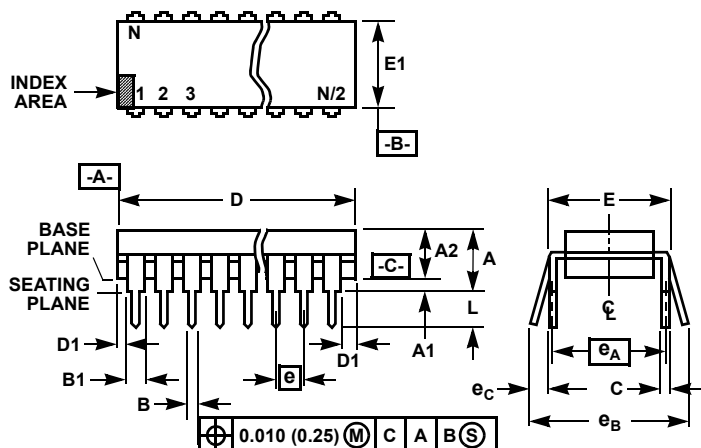 N
E1
INDEX
AREA
1 2 3 N/2
-B-
-A-
D
E
BASE
PLANE
A2
A
-C-
SEATING
PLANE
L
C
L
D1
A1
D1
B1
e
eA
eC
C
B
eB
⌖ 0.010 (0.25) Ⓜ C A B Ⓢ